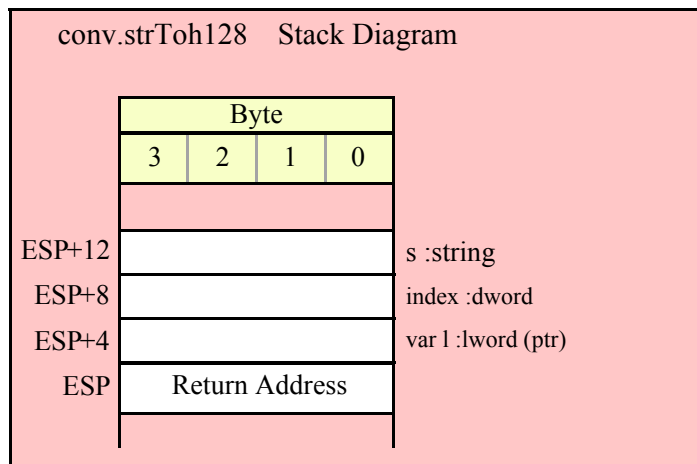 conv.strToh128 Stack Diagram
Byte
3 2 1 0
ESP+12 s :string
ESP+8 index :dword
ESP+4 var l :lword (ptr)
ESP Return Address